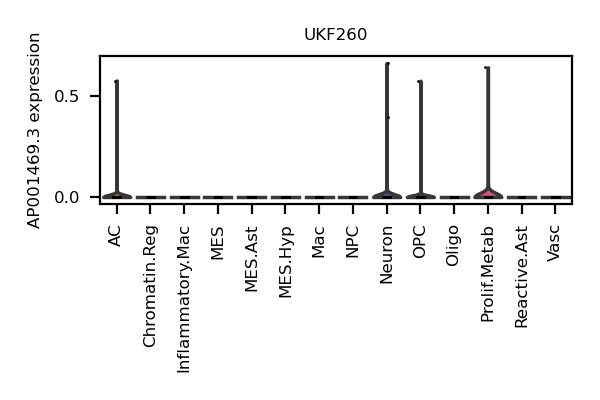 UKF260
AP001469.3 expression
0.5
0.0
AC
Chromatin.Reg
Inflammatory.Mac
MES
MES.Ast
MES.Hyp
Mac
NPC
Neuron
OPC
Oligo
Prolif.Metab
Reactive.Ast
Vasc